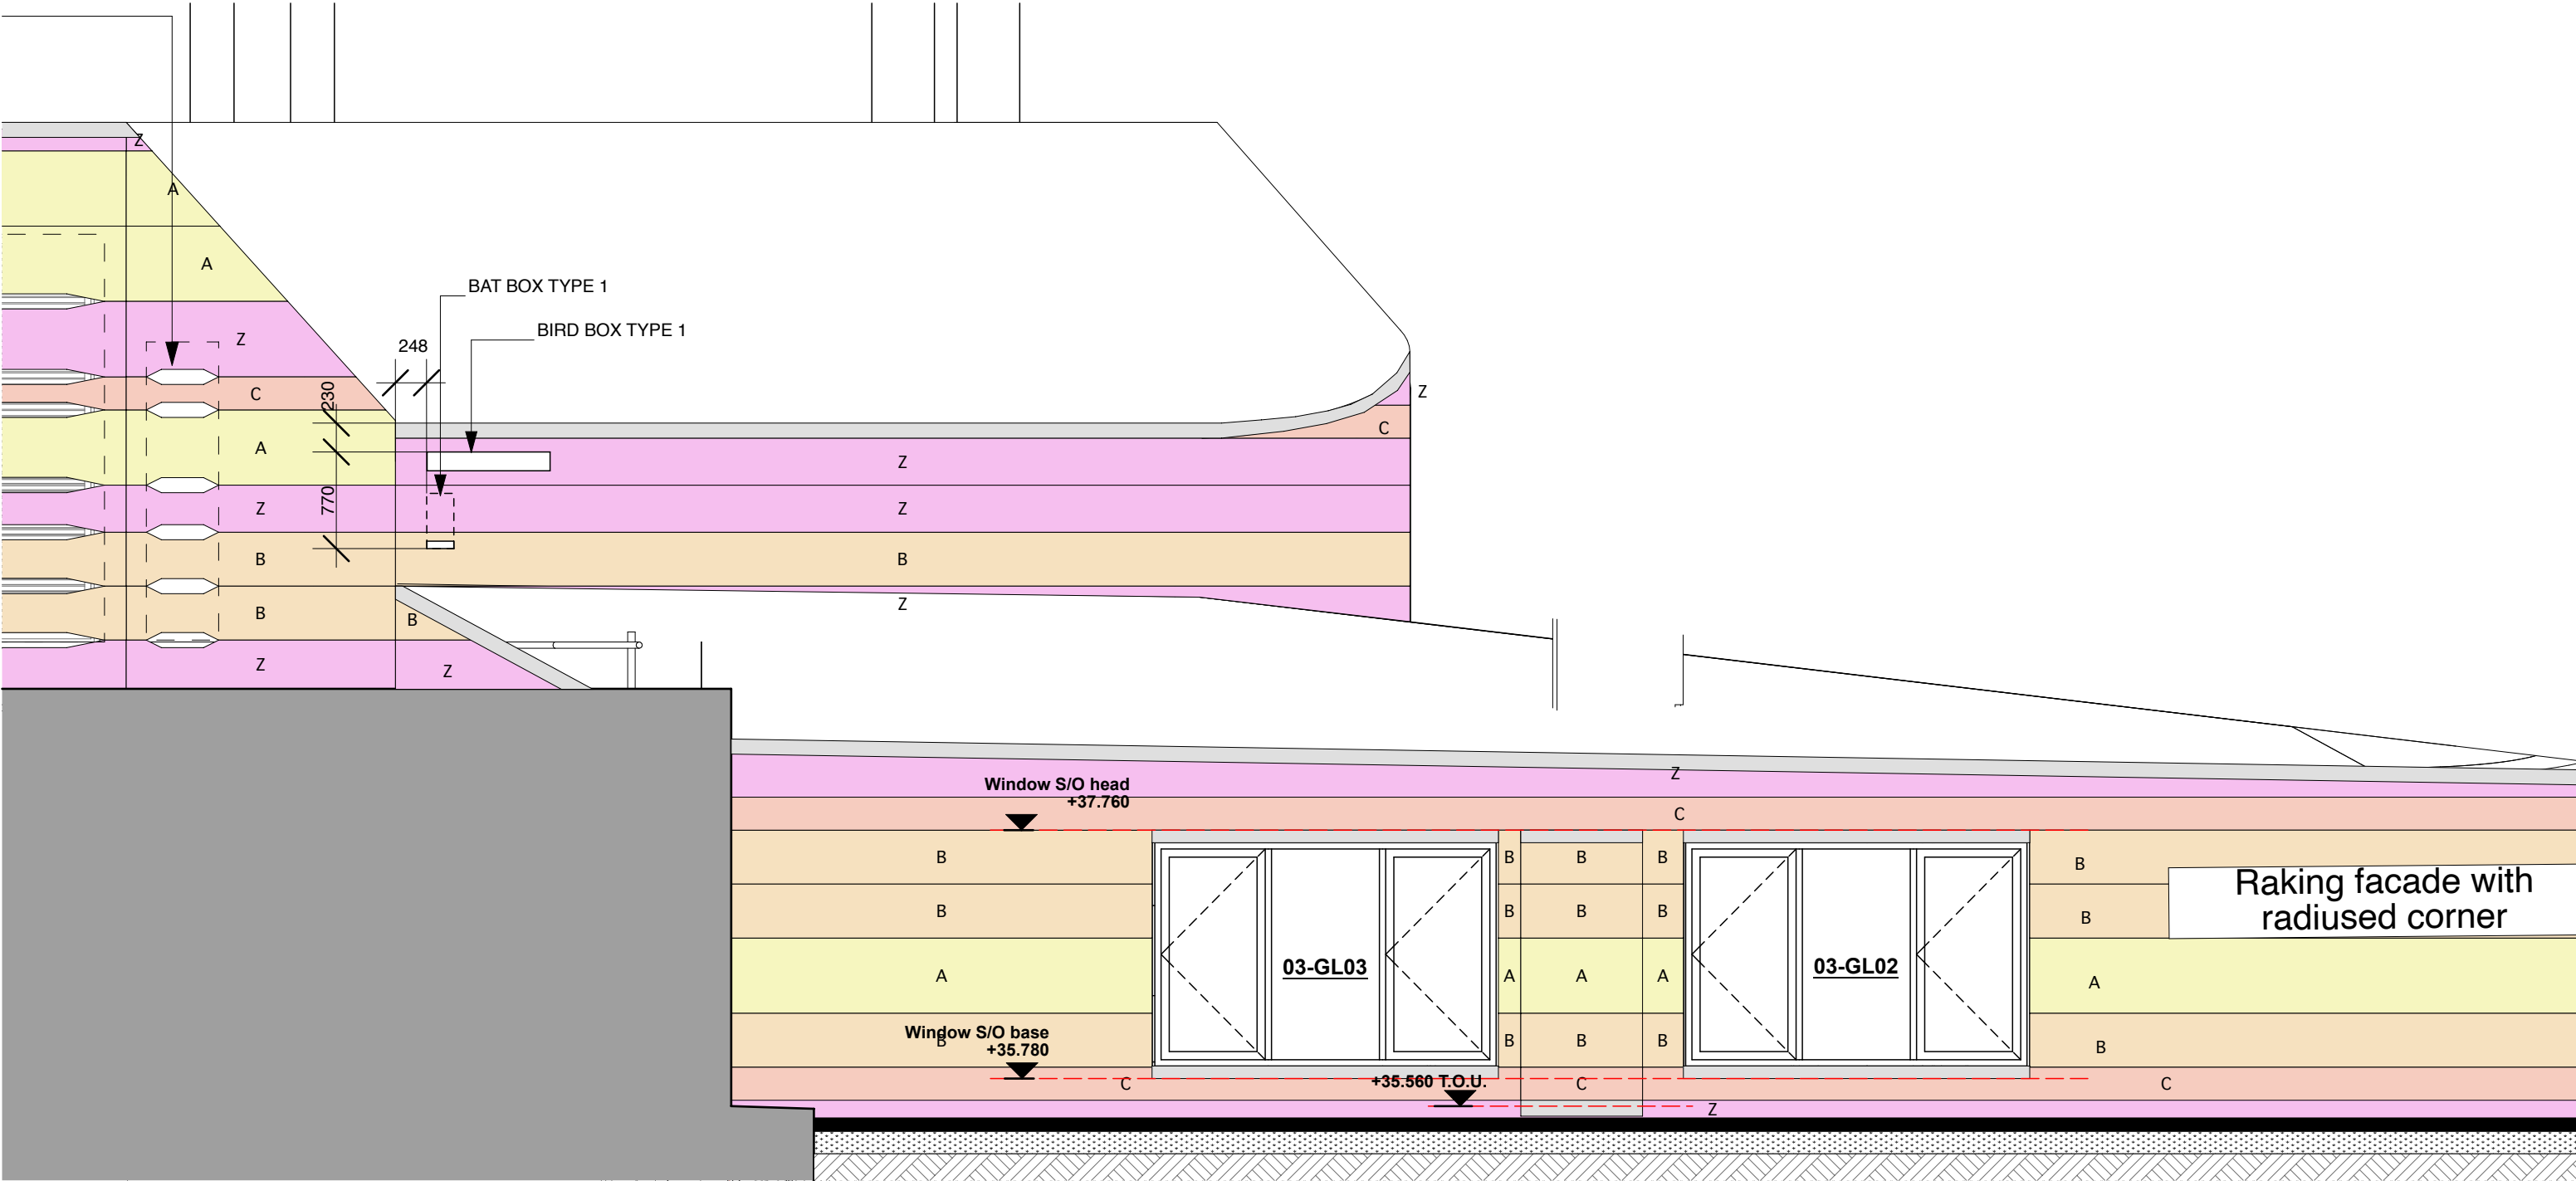 Z
A
A
BAT BOX TYPE 1
BIRD BOX TYPE 1
Z
248
230
C
Z
C
A
Z
770
Z
Z
B
B
B
B
Z
Z
Z
Z
Window S/O head
+37.760
C
B
B
B
B
B
Raking facade with
radiused corner
B
B
B
B
B
A
03-GL03
A
A
A
03-GL02
A
Window S/O base
+35.780
B
B
B
B
B
C
+35.560 T.O.U.
C
C
Z